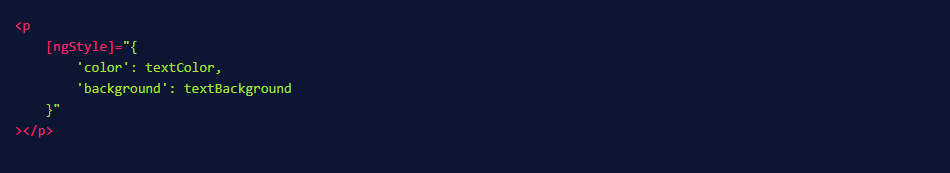 <p
    [ngStyle]="{
        'color': textColor,
        'background': textBackground
    }"
></p>